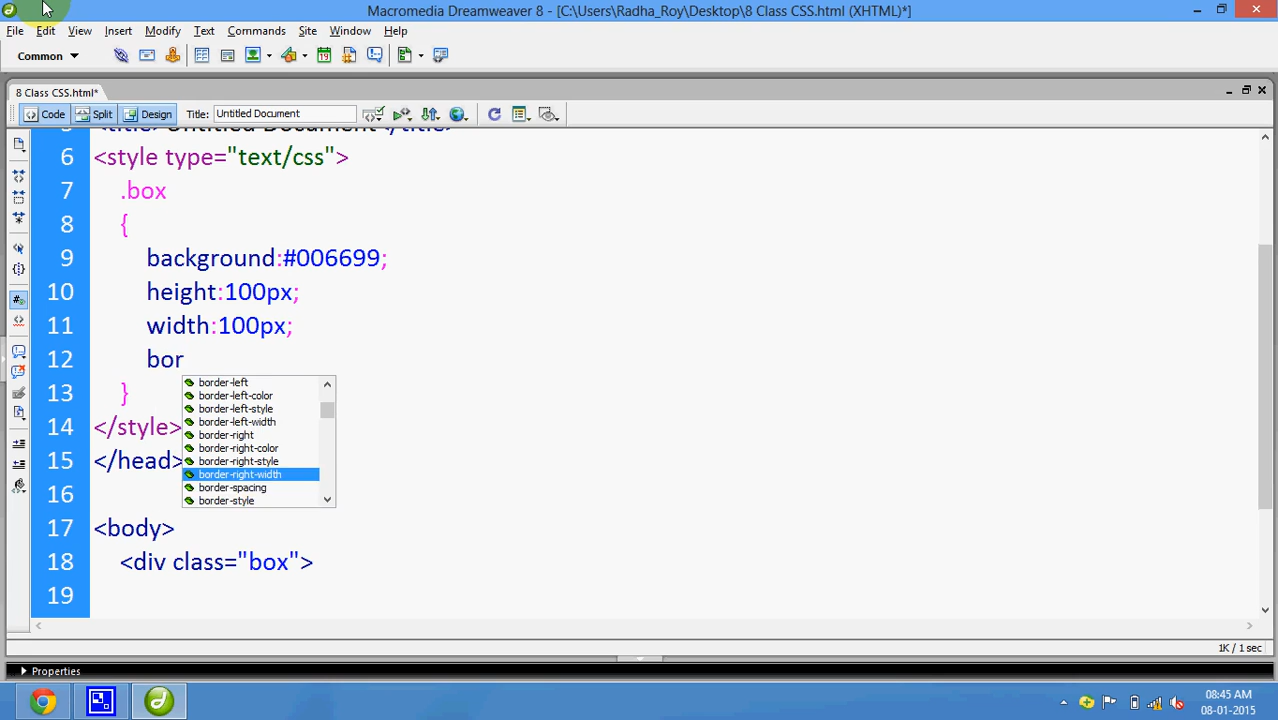 Macromedia Dreamweaver 8 - [C:\Users\Radha_Roy\Desktop\8 Class CSS.html (XHTML)*]
File Edit View Insert Modify Text Commands Site Window Help
Common
8 Class CSS.html*
Code Split Design Title: Untitled Document
5 <title>Untitled Document</title>
6 <style type="text/css">
7 .box
8 {
9 background:#006699;
10 height:100px;
11 width:100px;
12 bor
border-left
13 }
border-left-color
border-left-style
border-left-width
14 </style>
border-right
border-right-color
15 </head>
border-right-style
border-right-width
16
border-spacing
border-style
17 <body>
18 <div class="box">
19
1K / 1 sec
Properties
08:45 AM
08-01-2015